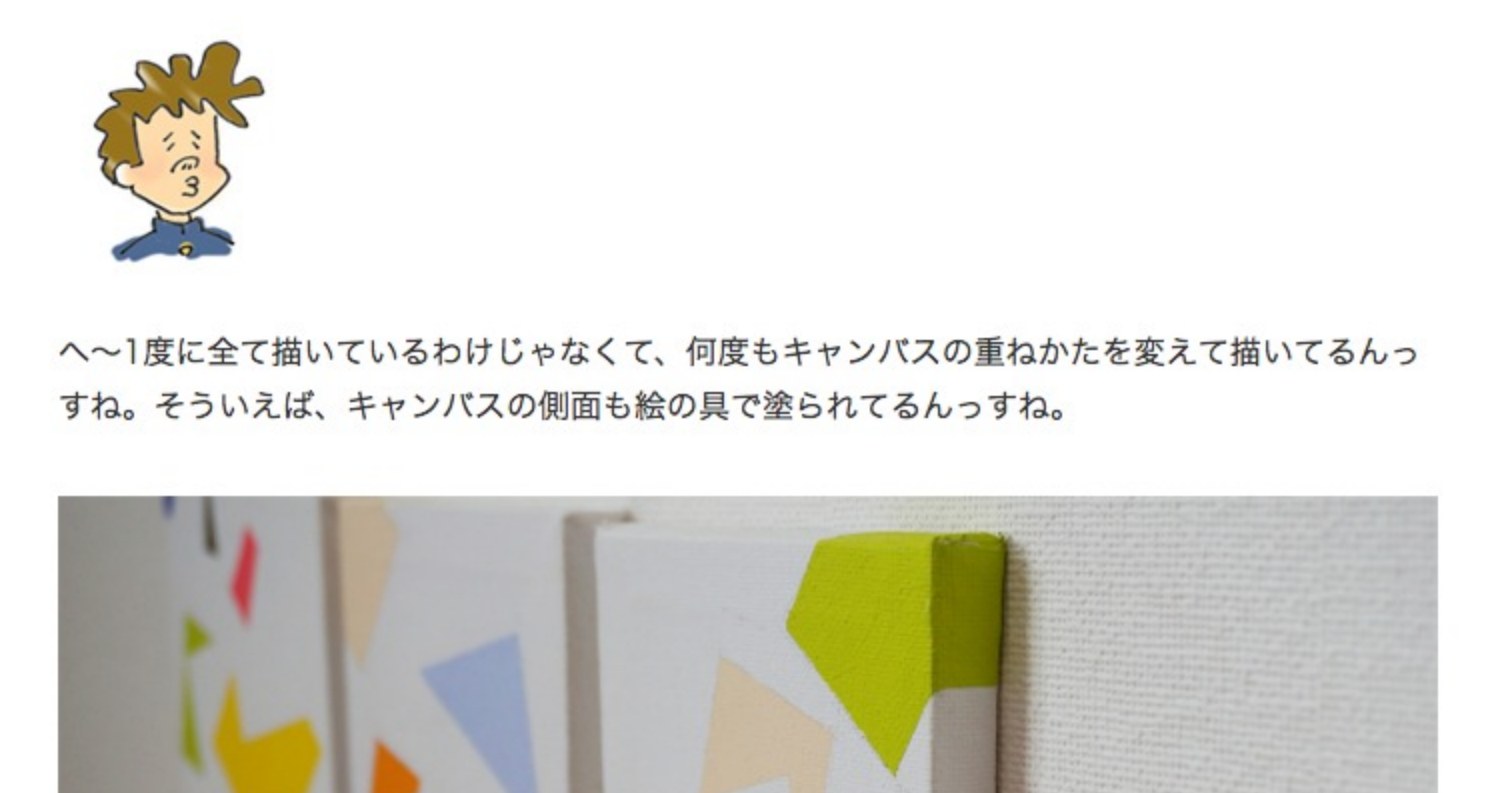 へ〜1度に全て描いているわけじゃなくて、何度もキャンバスの重ねかたを変えて描いてるんっ
すね。そういえば、キャンバスの側面も絵の具で塗られてるんっすね。